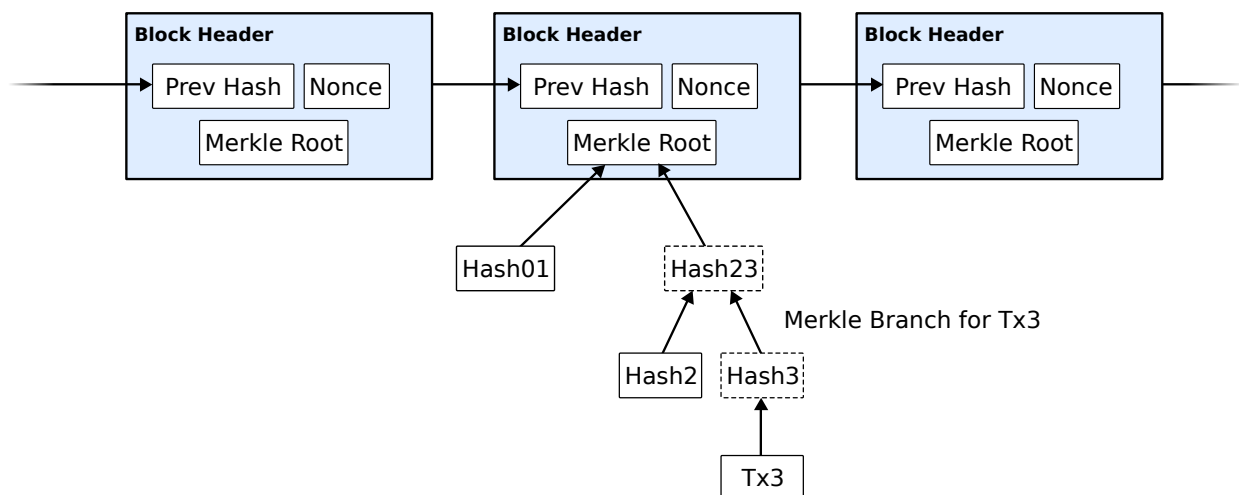 Block Header
Prev Hash
Nonce
Merkle Root
Block Header
Prev Hash
Nonce
Merkle Root
Block Header
Prev Hash
Nonce
Merkle Root
Hash01
Hash23
Merkle Branch for Tx3
Hash2
Hash3
Tx3